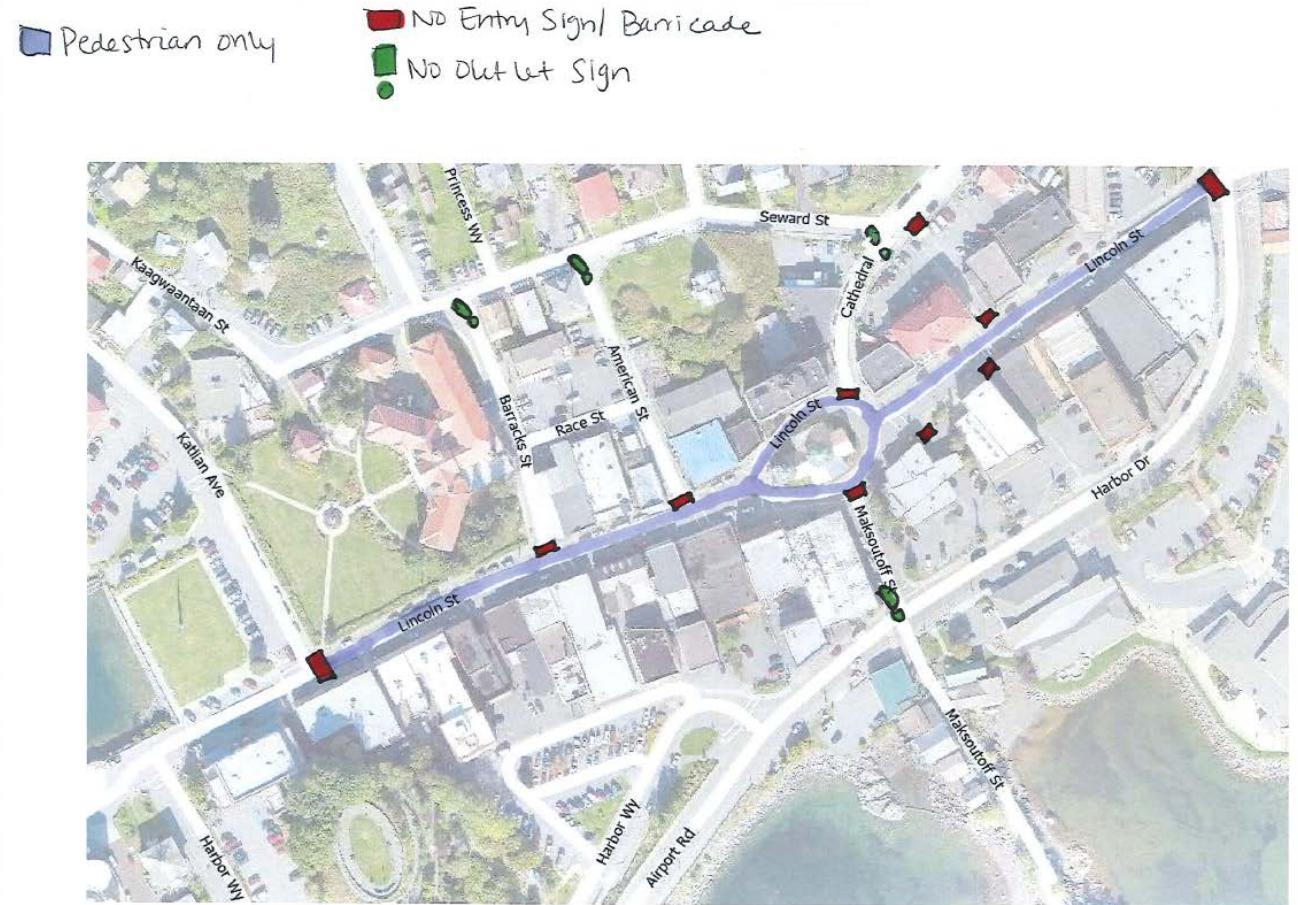 Pedestrian only
No Entry Sign/ Barricade
No Outlet Sign
Princess Wy
Seward St
Lincoln St
Kaagwaantaan St
Cathedral
American St
Barracks St
Race St
Lincoln St
Katlian Ave
Harbor Dr
Maksoutoff St
Lincoln St
Maksoutoff St
Harbor Wy
Airport Rd
Harbor Wy